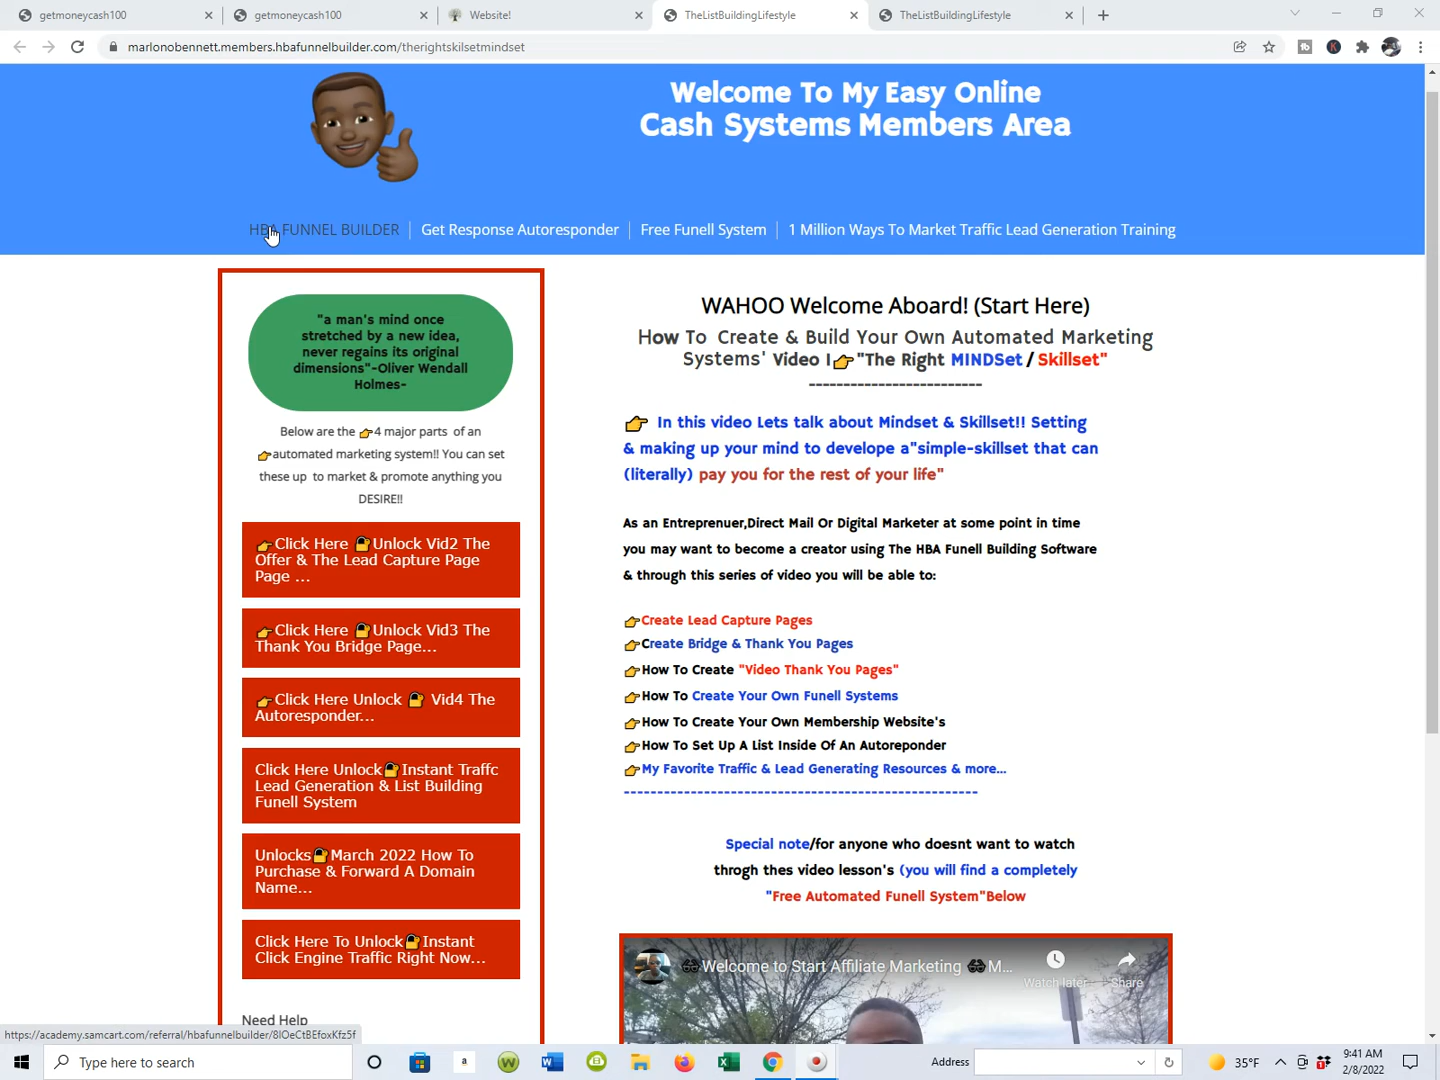 getmoneycash100
getmoneycash100
Website!
TheListBuildingLifestyle
TheListBuildingLifestyle
marlonobennett.members.hbafunnelbuilder.com/therightskilsetmindset
Welcome To My Easy Online
Cash Systems Members Area
HBA FUNNEL BUILDER
Get Response Autoresponder
Free Funell System
1 Million Ways To Market Traffic Lead Generation Training
"a man's mind once
stretched by a new idea,
never regains its original
dimensions"-Oliver Wendall
Holmes-
Below are the 👉4 major parts of an
👉automated marketing system!! You can set
these up to market & promote anything you
DESIRE!!
👉Click Here 🔓Unlock Vid2 The
Offer & The Lead Capture Page
Page ...
👉Click Here 🔓Unlock Vid3 The
Thank You Bridge Page...
👉Click Here Unlock 🔓 Vid4 The
Autoresponder...
Click Here Unlock🔓Instant Traffc
Lead Generation & List Building
Funell System
Unlocks🔓March 2022 How To
Purchase & Forward A Domain
Name...
Click Here To Unlock🔓Instant
Click Engine Traffic Right Now...
Need Help
WAHOO Welcome Aboard! (Start Here)
How To Create & Build Your Own Automated Marketing
Systems' Video 1👉"The Right MINDSet / Skillset"
--------------------------
👉 In this video Lets talk about Mindset & Skillset!! Setting
& making up your mind to develope a"simple-skillset that can
(literally) pay you for the rest of your life"
As an Entreprenuer,Direct Mail Or Digital Marketer at some point in time
you may want to become a creator using The HBA Funell Building Software
& through this series of video you will be able to:
👉Create Lead Capture Pages
👉Create Bridge & Thank You Pages
👉How To Create "Video Thank You Pages"
👉How To Create Your Own Funell Systems
👉How To Create Your Own Membership Website's
👉How To Set Up A List Inside Of An Autoreponder
👉My Favorite Traffic & Lead Generating Resources & more...
-----------------------------------------------------
Special note/for anyone who doesnt want to watch
throgh thes video lesson's (you will find a completely
"Free Automated Funell System"Below
Welcome to Start Affiliate Marketing 🕶M...
Watch later
Share
https://academy.samcart.com/referral/hbafunnelbuilder/8lOeCtBEfoxKfz5f
Type here to search
Address
35°F
9:41 AM
2/8/2022